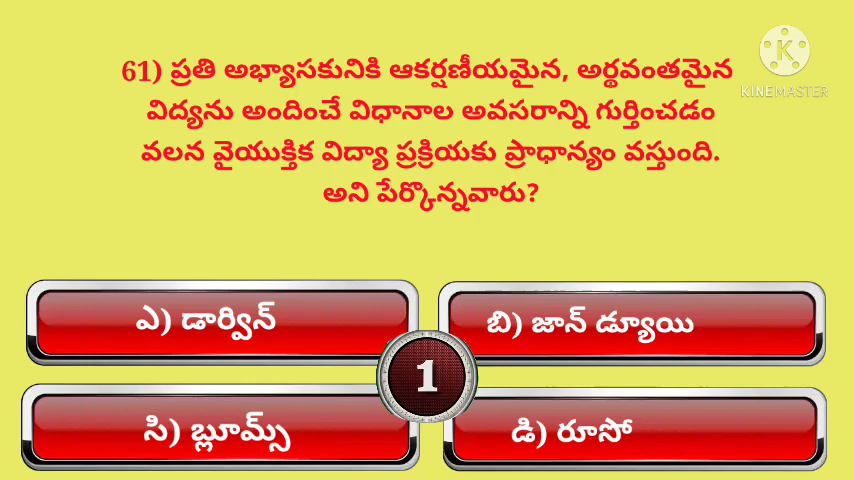 61) ప్రతి అభ్యాసకునికి ఆకర్షణీయమైన, అర్థవంతమైన
విద్యను అందించే విధానాల అవసరాన్ని గుర్తించడం
వలన వైయుక్తిక విద్యా ప్రక్రియకు ప్రాధాన్యం వస్తుంది.
అని పేర్కొన్నవారు?
K
KINEMASTER
ఎ) డార్విన్
బి) జాన్ డ్యూయి
1
సి) బ్లూమ్స్
డి) రూసో